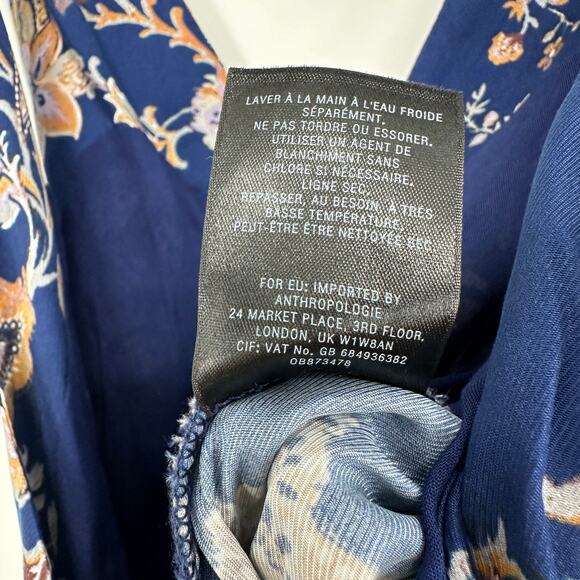 LAVER À LA MAIN À L'EAU FROIDE
SÉPARÉMENT.
NE PAS TORDRE OU ESSORER.
UTILISER UN AGENT DE
BLANCHIMENT SANS
CHLORE SI NÉCESSAIRE.
LIGNE SEC.
REPASSER, AU BESOIN, À TRÈS
BASSE TEMPÉRATURE.
PEUT-ÊTRE ÊTRE NETTOYÉE SEC
FOR EU: IMPORTED BY
ANTHROPOLOGIE
24 MARKET PLACE, 3RD FLOOR,
LONDON, UK W1W8AN
CIF: VAT No. GB 684936382
OB873478